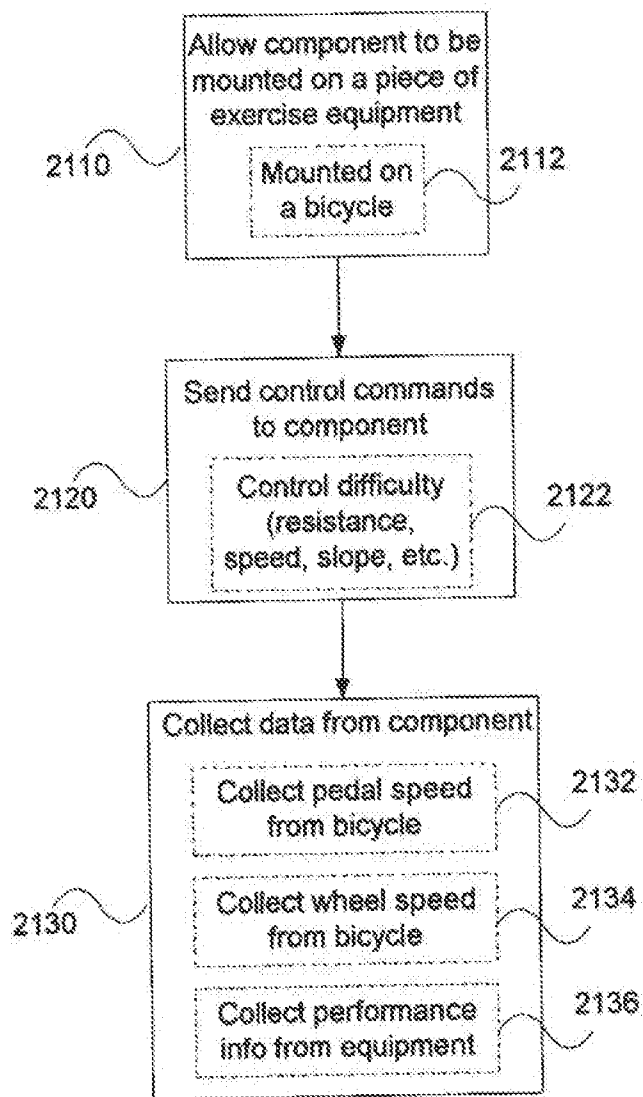 Allow component to be
mounted on a piece of
exercise equipment
2110
Mounted on
a bicycle
2112
Send control commands
to component
2120
Control difficulty
(resistance,
speed, slope, etc.)
2122
Collect data from component
Collect pedal speed
from bicycle
2132
2130
Collect wheel speed
from bicycle
2134
Collect performance
info from equipment
2136